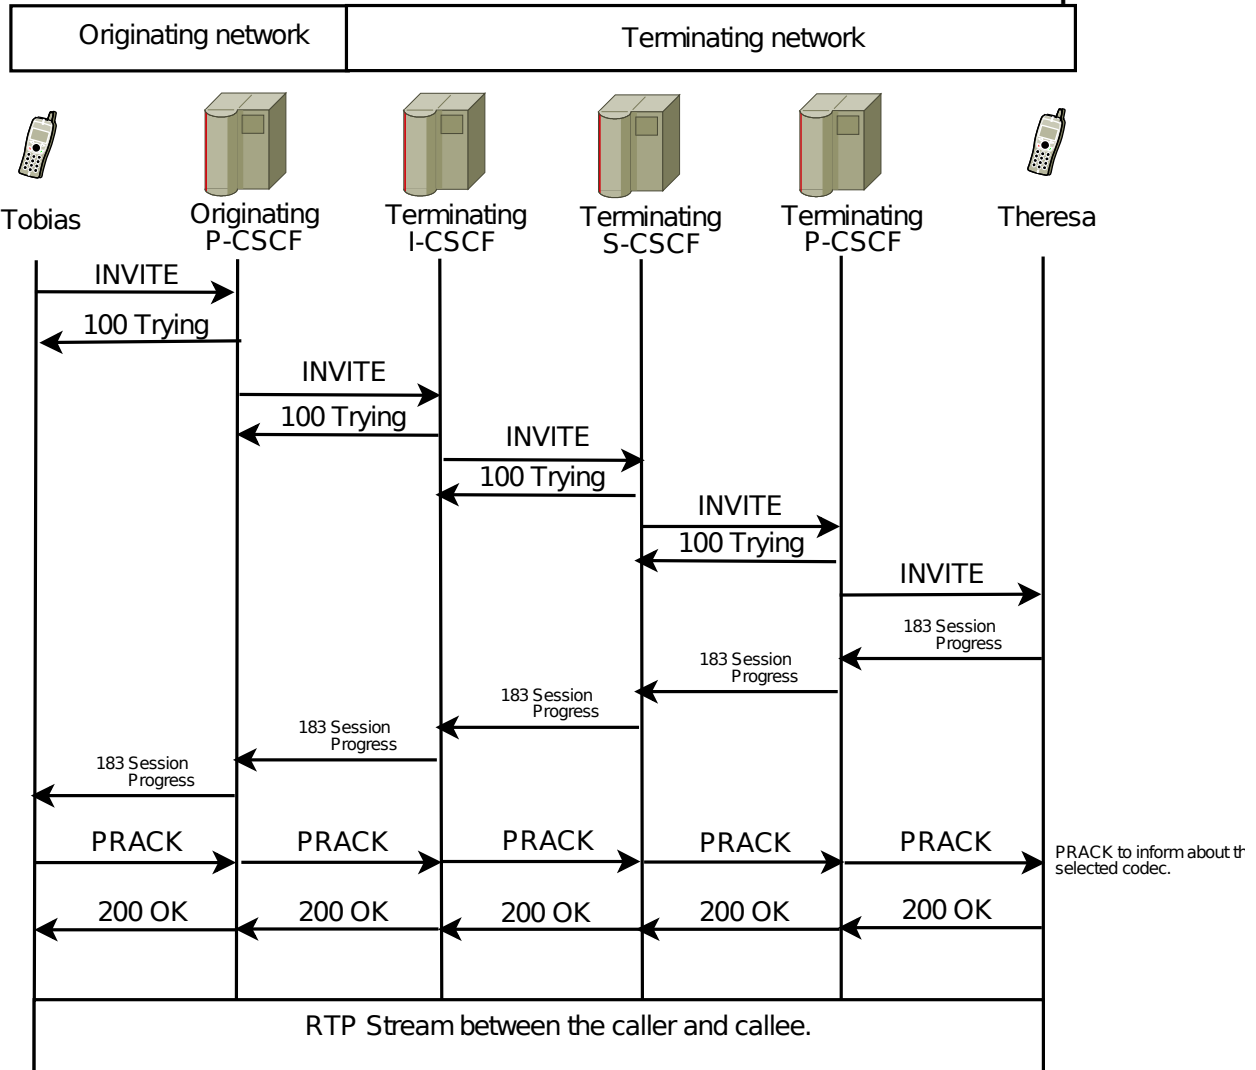 Originating network
Terminating network
Tobias
Originating
P-CSCF
Terminating
I-CSCF
Terminating
S-CSCF
Terminating
P-CSCF
Theresa
INVITE
100 Trying
INVITE
100 Trying
INVITE
100 Trying
INVITE
100 Trying
INVITE
183 Session
Progress
183 Session
Progress
183 Session
Progress
183 Session
Progress
183 Session
Progress
PRACK
PRACK
PRACK
PRACK
PRACK
PRACK to inform about th
selected codec.
200 OK
200 OK
200 OK
200 OK
200 OK
RTP Stream between the caller and callee.